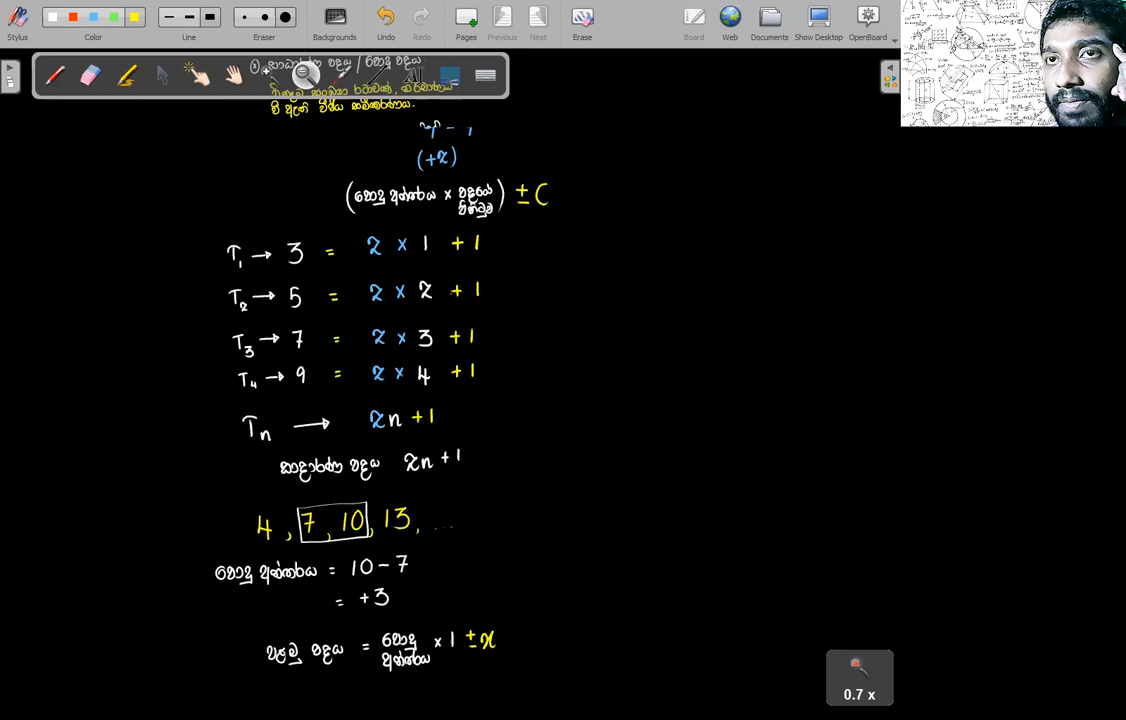 Stylus
Color
Line
Eraser
Backgrounds
Undo
Redo
Pages
Previous
Next
Erase
Board
Web
Documents
Show Desktop
OpenBoard
(+2)
(පොදු අන්තරය × පදයේ පිහිටුම) ± C
T₁ → 3 = 2 × 1 +1
T₂ → 5 = 2 × 2 +1
T₃ → 7 = 2 × 3 +1
T₄ → 9 = 2 × 4 +1
Tₙ → 2n +1
සාදාරණ පදය 2n +1
4 , 7 , 10 , 13 , ...
පොදු අන්තරය = 10 − 7
= +3
පළමු පදය = පොදු අන්තරය × 1 ± x
0.7 x